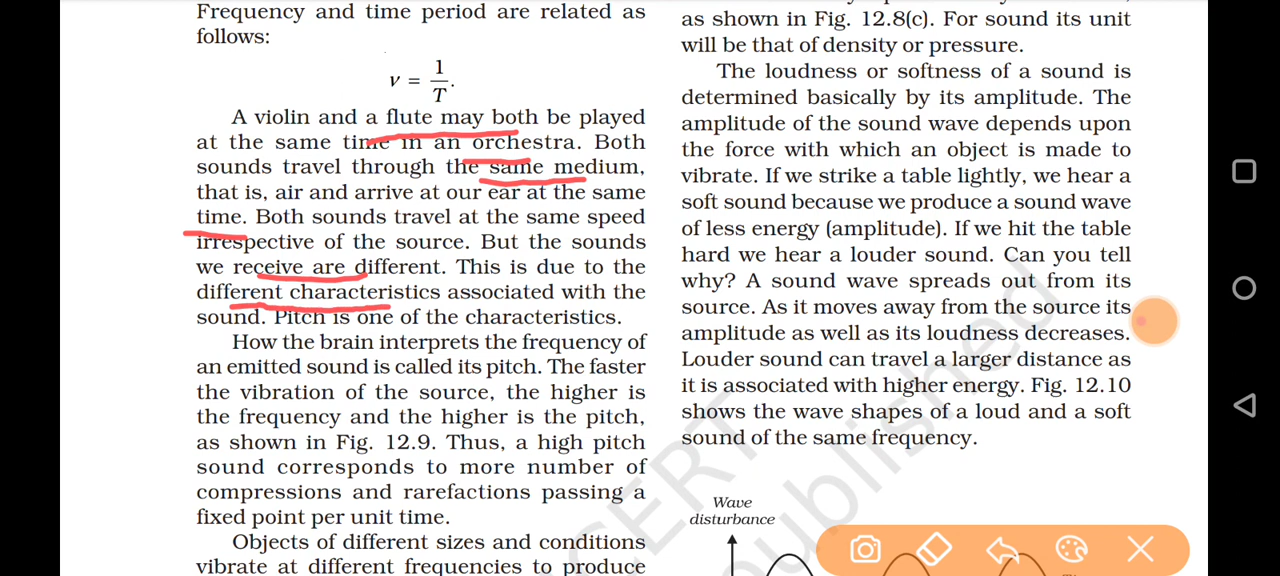 Frequency and time period are related as
follows:
ν = 1/T.
A violin and a flute may both be played
at the same time in an orchestra. Both
sounds travel through the same medium,
that is, air and arrive at our ear at the same
time. Both sounds travel at the same speed
irrespective of the source. But the sounds
we receive are different. This is due to the
different characteristics associated with the
sound. Pitch is one of the characteristics.
How the brain interprets the frequency of
an emitted sound is called its pitch. The faster
the vibration of the source, the higher is
the frequency and the higher is the pitch,
as shown in Fig. 12.9. Thus, a high pitch
sound corresponds to more number of
compressions and rarefactions passing a
fixed point per unit time.
Objects of different sizes and conditions
vibrate at different frequencies to produce
as shown in Fig. 12.8(c). For sound its unit
will be that of density or pressure.
The loudness or softness of a sound is
determined basically by its amplitude. The
amplitude of the sound wave depends upon
the force with which an object is made to
vibrate. If we strike a table lightly, we hear a
soft sound because we produce a sound wave
of less energy (amplitude). If we hit the table
hard we hear a louder sound. Can you tell
why? A sound wave spreads out from its
source. As it moves away from the source its
amplitude as well as its loudness decreases.
Louder sound can travel a larger distance as
it is associated with higher energy. Fig. 12.10
shows the wave shapes of a loud and a soft
sound of the same frequency.
Wave
disturbance